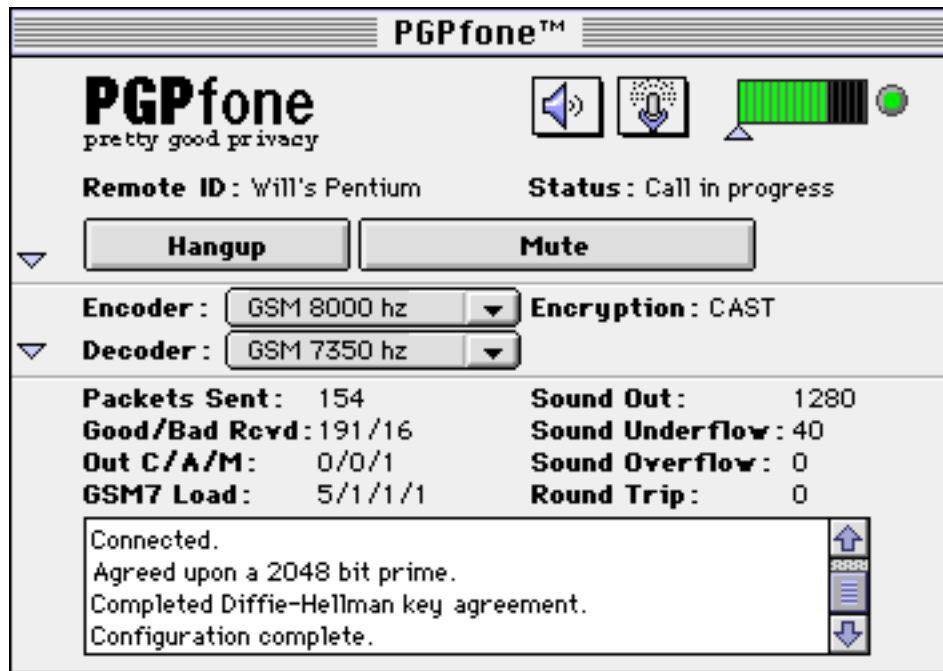 PGPfone™
PGPfone
pretty good privacy
Remote ID: Will's Pentium Status: Call in progress
Hangup Mute
Encoder: GSM 8000 hz Encryption: CAST
Decoder: GSM 7350 hz
Packets Sent: 154 Sound Out: 1280
Good/Bad Rcvd: 191/16 Sound Underflow: 40
Out C/A/M: 0/0/1 Sound Overflow: 0
GSM7 Load: 5/1/1/1 Round Trip: 0
Connected.
Agreed upon a 2048 bit prime.
Completed Diffie-Hellman key agreement.
Configuration complete.